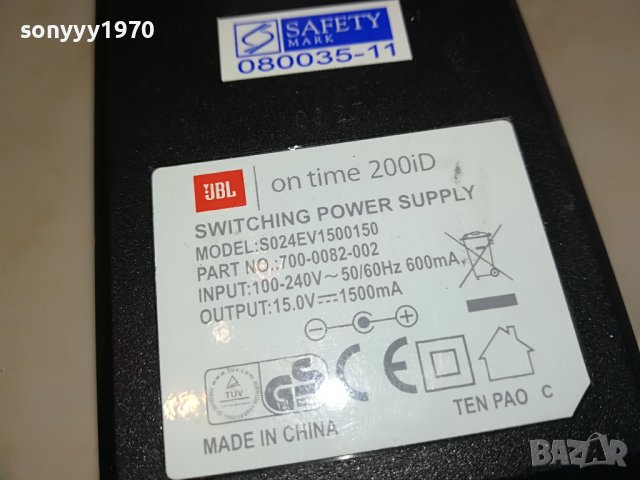 sonyyy1970
SAFETY
MARK
080035-11
JBL on time 200iD
SWITCHING POWER SUPPLY
MODEL:S024EV1500150
PART NO.:700-0082-002
INPUT:100-240V~50/60Hz 600mA
OUTPUT:15.0V⎓1500mA
TÜV GS CE
TEN PAO C
MADE IN CHINA
BAZAR